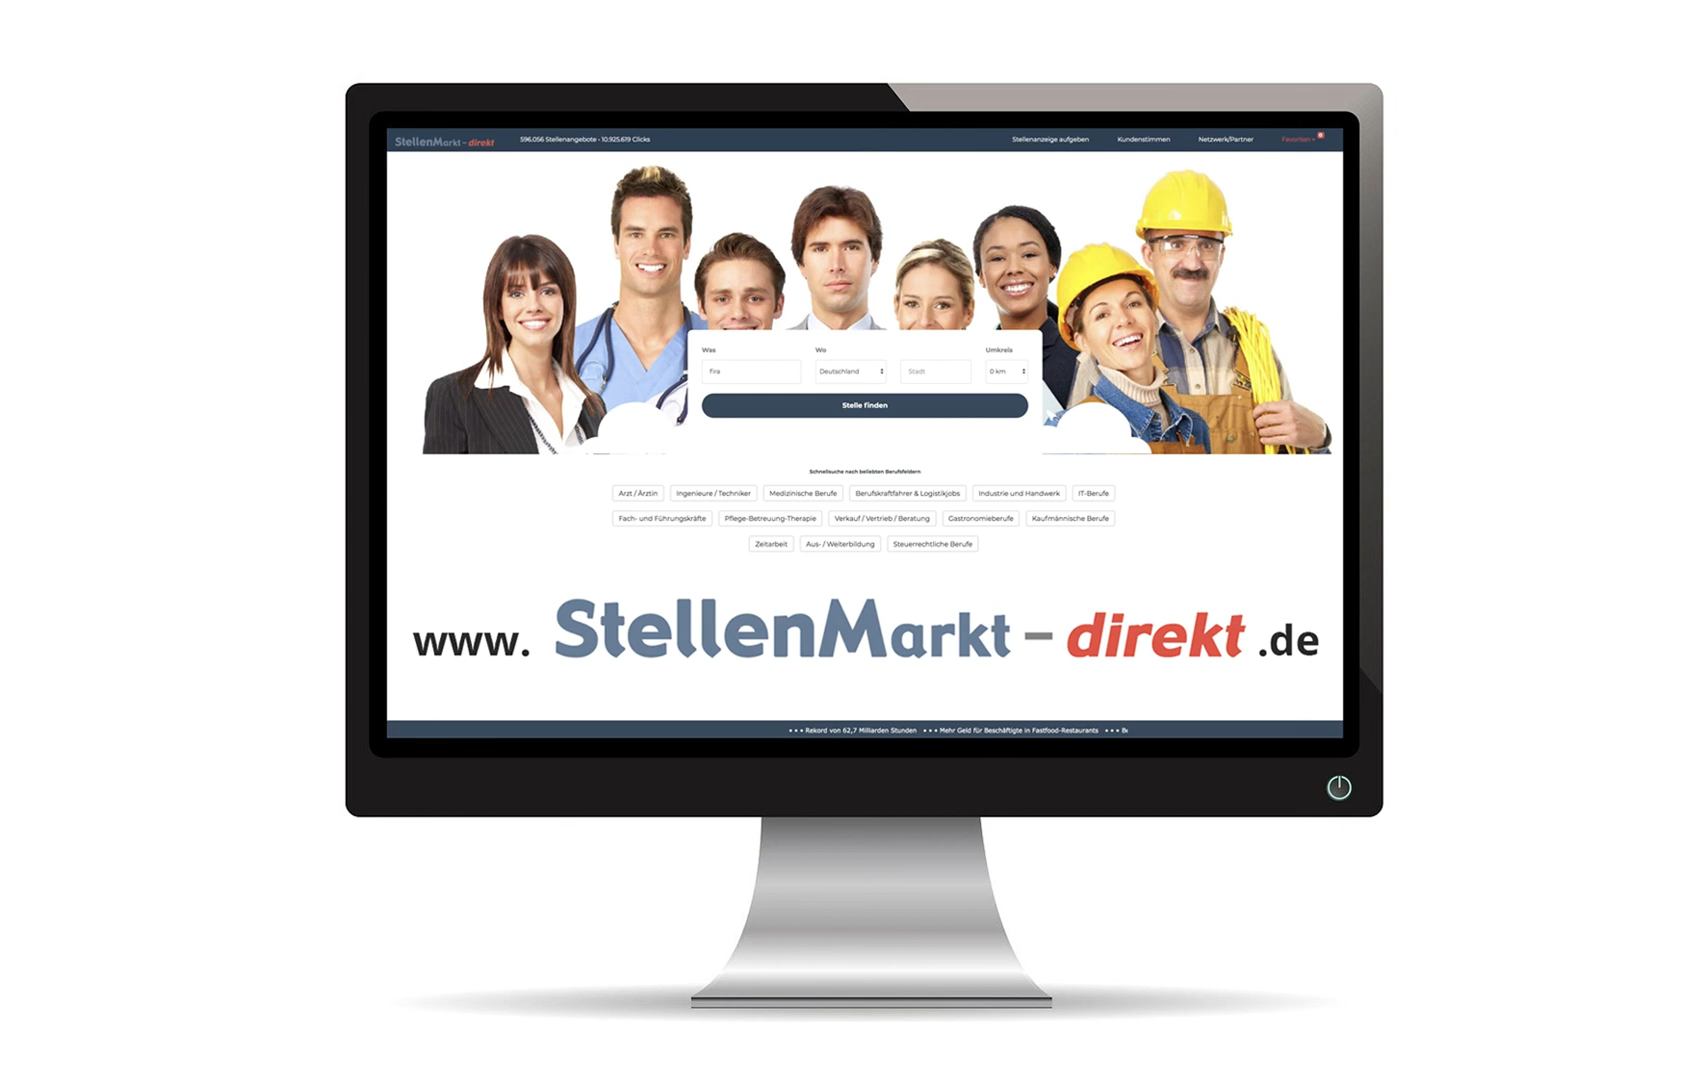 StellenMarkt - direkt 596.056 Stellenangebote • 10.925.619 Clicks Stellenanzeige aufgeben Kundenstimmen Netzwerk/Partner Favoriten
Was Wo Umkreis
fira Deutschland Stadt 0 km
Stelle finden
Schnellsuche nach beliebten Berufsfeldern
Arzt / Ärztin Ingenieure / Techniker Medizinische Berufe Berufskraftfahrer & Logistikjobs Industrie und Handwerk IT-Berufe
Fach- und Führungskräfte Pflege-Betreuung-Therapie Verkauf / Vertrieb / Beratung Gastronomieberufe Kaufmännische Berufe
Zeitarbeit Aus- / Weiterbildung Steuerrechtliche Berufe
www. StellenMarkt - direkt .de
• • • Rekord von 62,7 Milliarden Stunden • • • Mehr Geld für Beschäftigte in Fastfood-Restaurants • • • Be